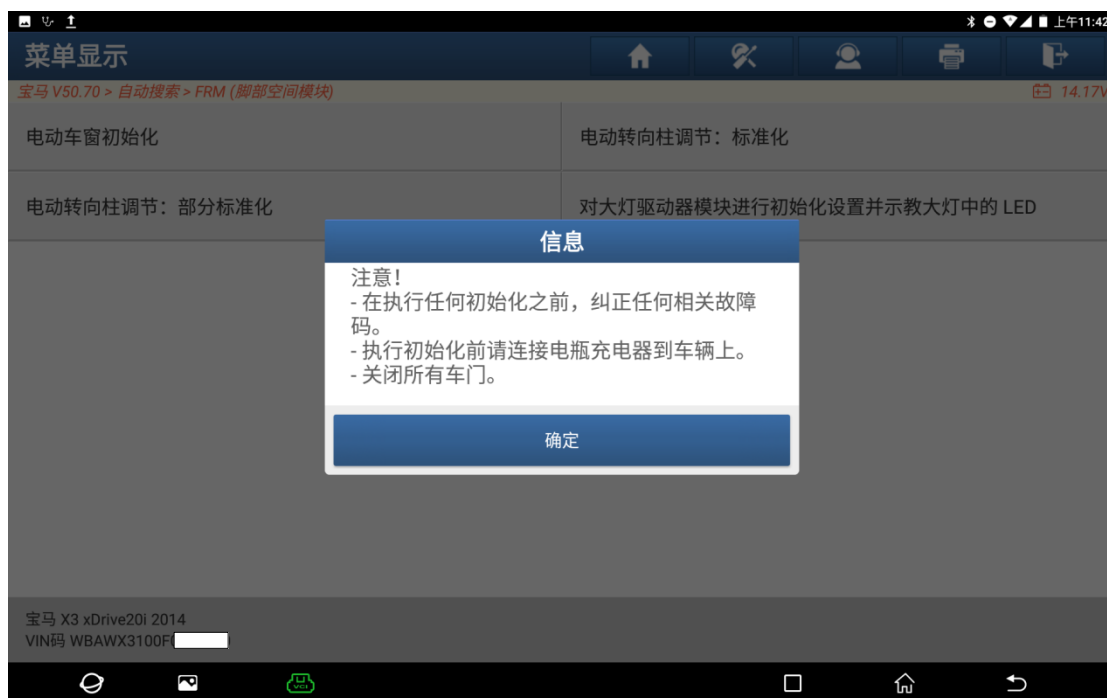 上午11:42
菜单显示
宝马 V50.70 > 自动搜索 > FRM (脚部空间模块)
14.17V
电动车窗初始化
电动转向柱调节：标准化
电动转向柱调节：部分标准化
对大灯驱动器模块进行初始化设置并示教大灯中的 LED
信息
注意！
- 在执行任何初始化之前，纠正任何相关故障
码。
- 执行初始化前请连接电瓶充电器到车辆上。
- 关闭所有车门。
确定
宝马 X3 xDrive20i 2014
VIN码 WBAWX3100F
VCI